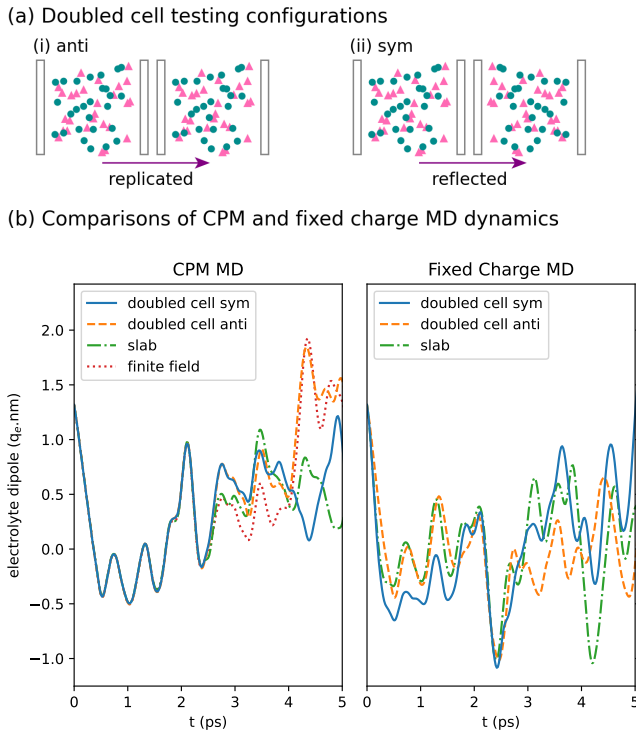 (a) Doubled cell testing configurations
(i) anti
(ii) sym
replicated
reflected
(b) Comparisons of CPM and fixed charge MD dynamics
CPM MD
Fixed Charge MD
doubled cell sym
doubled cell anti
slab
finite field
doubled cell sym
doubled cell anti
slab
electrolyte dipole (qe.nm)
2.0
1.5
1.0
0.5
0.0
−0.5
−1.0
0 1 2 3 4 5
0 1 2 3 4 5
t (ps)
t (ps)